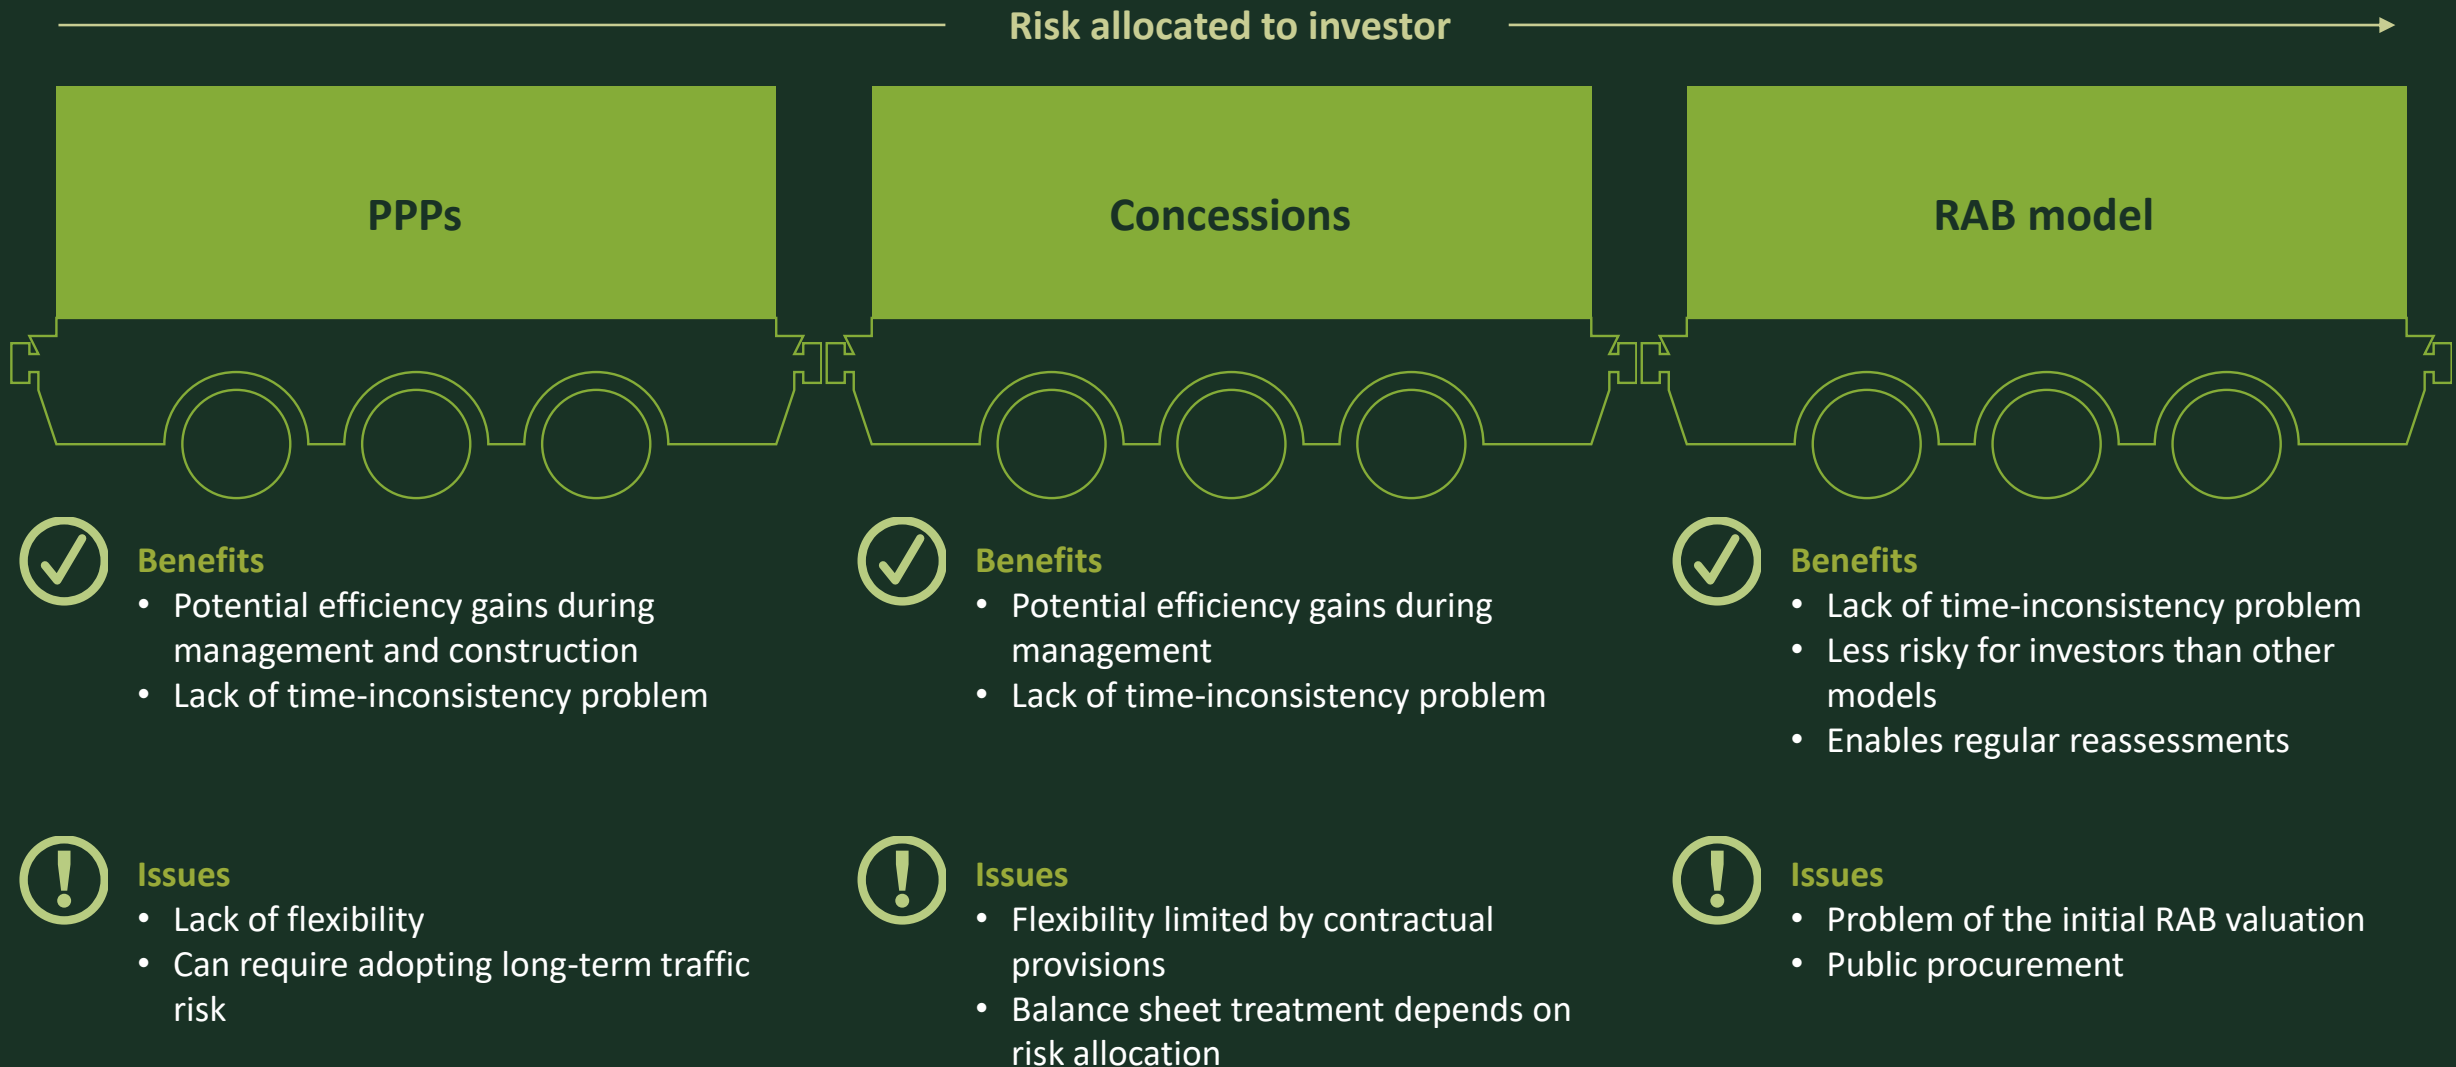 Risk allocated to investor
PPPs
Concessions
RAB model
Benefits
• Potential efficiency gains during
management and construction
• Lack of time-inconsistency problem
Benefits
• Potential efficiency gains during
management
• Lack of time-inconsistency problem
Benefits
• Lack of time-inconsistency problem
• Less risky for investors than other
models
• Enables regular reassessments
Issues
• Lack of flexibility
• Can require adopting long-term traffic
risk
Issues
• Flexibility limited by contractual
provisions
• Balance sheet treatment depends on
risk allocation
Issues
• Problem of the initial RAB valuation
• Public procurement